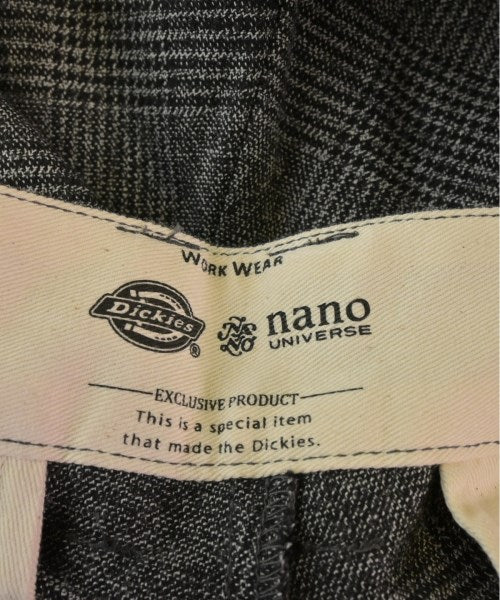 WORK WEAR
Dickies ®
nano
UNIVERSE
EXCLUSIVE PRODUCT
This is a special item
that made the Dickies.